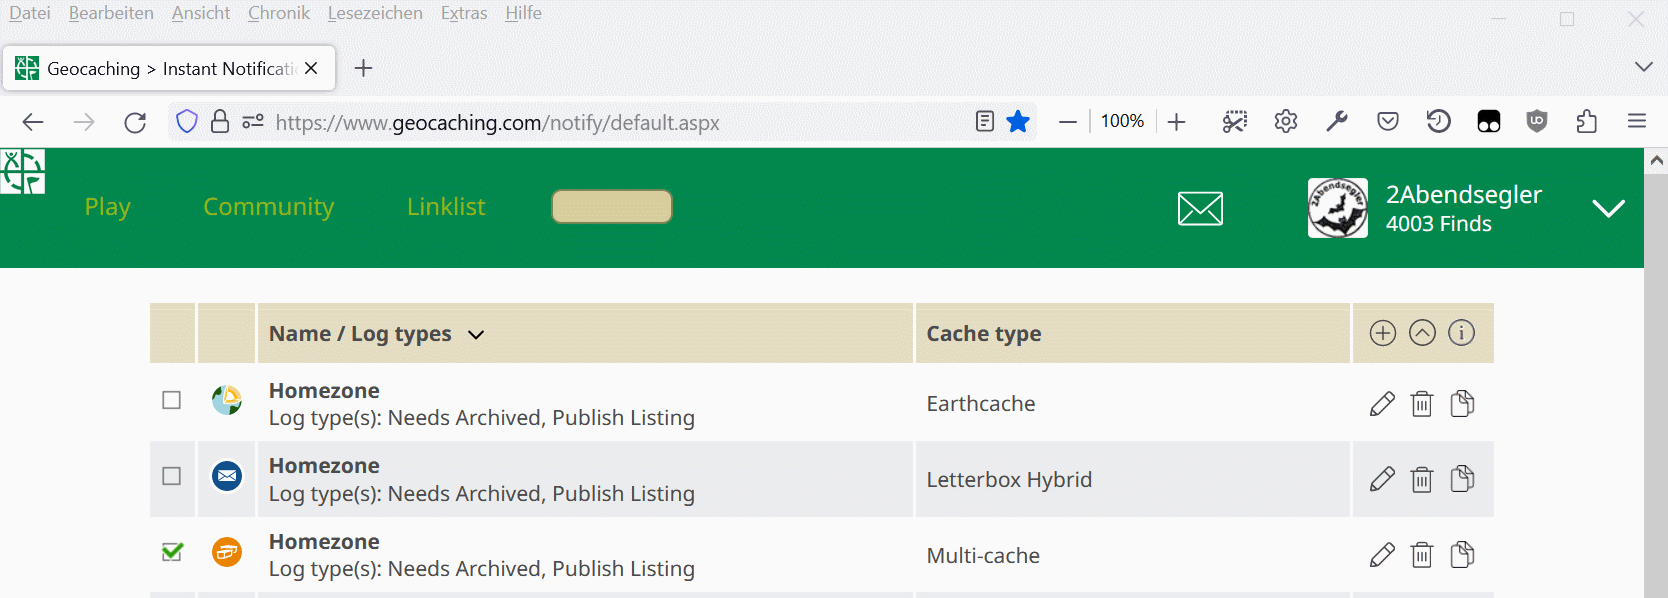 Datei Bearbeiten Ansicht Chronik Lesezeichen Extras Hilfe
Geocaching > Instant Notificati
https://www.geocaching.com/notify/default.aspx 100%
Play Community Linklist
2Abendsegler
2Abendsegler
4003 Finds
Name / Log types Cache type
Homezone
Log type(s): Needs Archived, Publish Listing
Earthcache
Homezone
Log type(s): Needs Archived, Publish Listing
Letterbox Hybrid
Homezone
Log type(s): Needs Archived, Publish Listing
Multi-cache